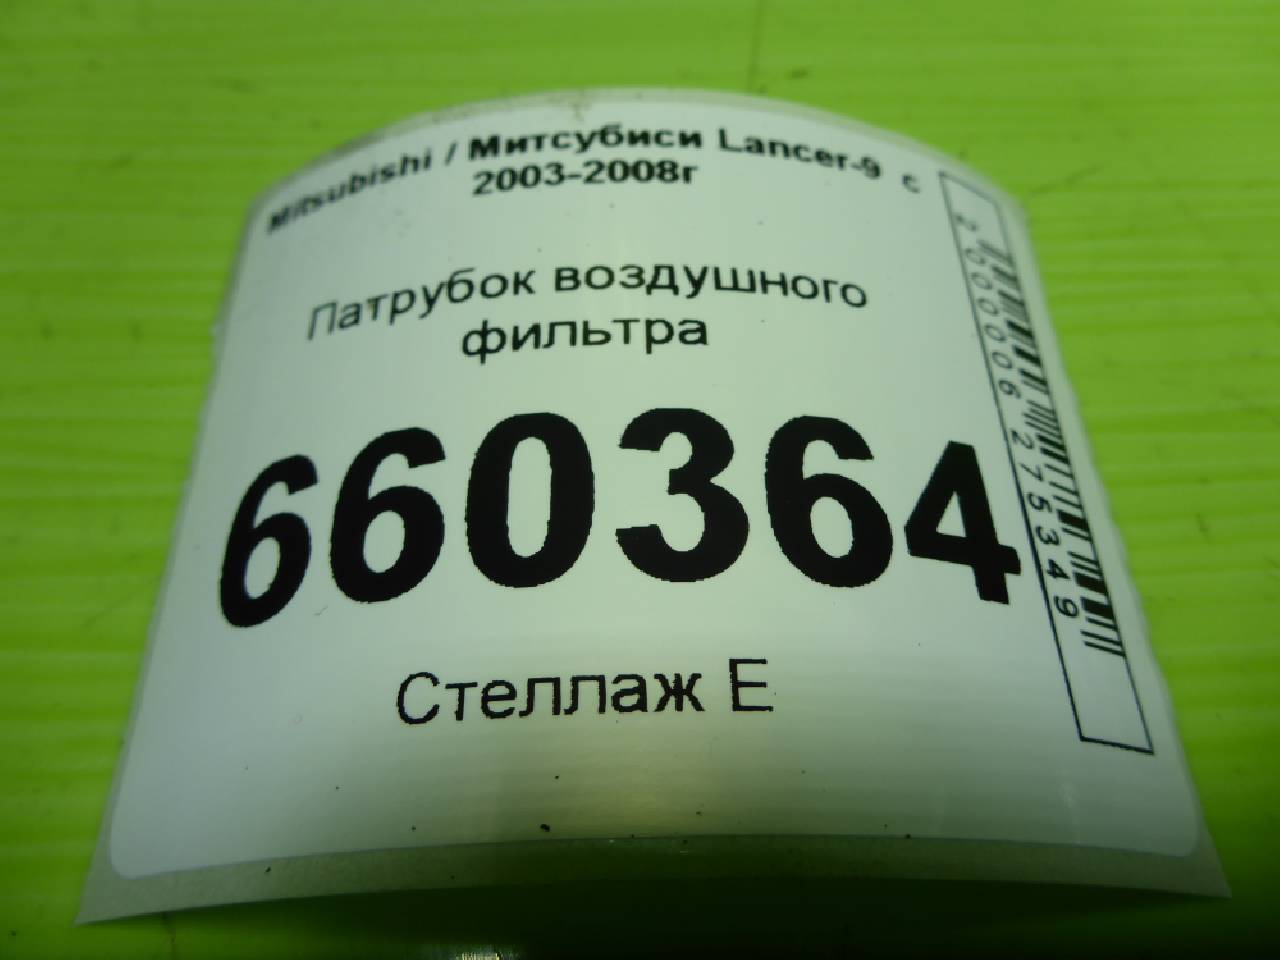 Mitsubishi / Митсубиси Lancer-9 с
2003-2008г
Патрубок воздушного
фильтра
660364
Стеллаж Е
2000006275349